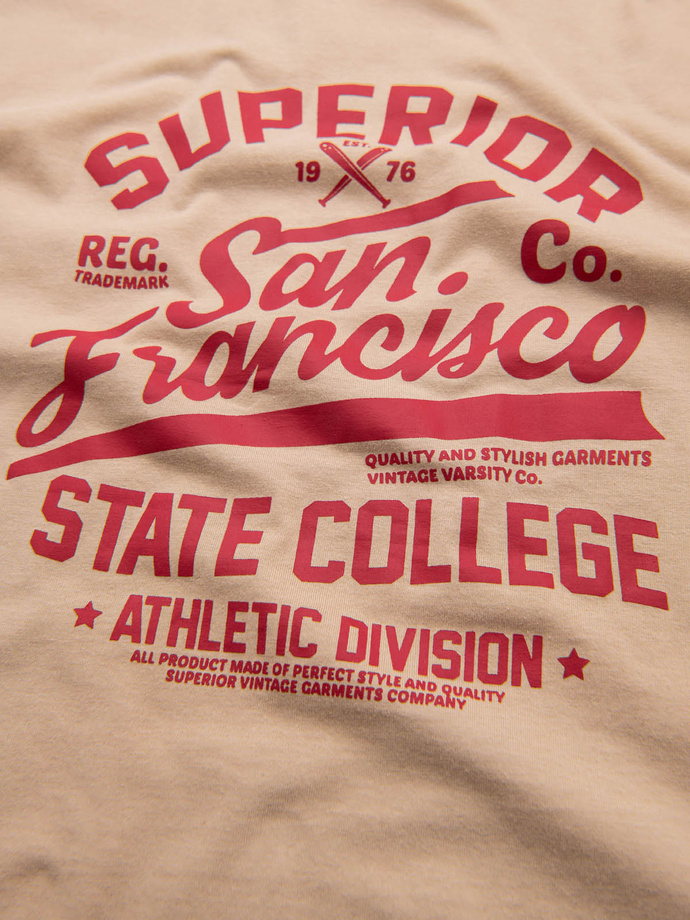 SUPERIOR
EST.
19 76
REG.
TRADEMARK
Co.
San
Francisco
QUALITY AND STYLISH GARMENTS
VINTAGE VARSITY Co.
STATE COLLEGE
ATHLETIC DIVISION
ALL PRODUCT MADE OF PERFECT STYLE AND QUALITY
SUPERIOR VINTAGE GARMENTS COMPANY